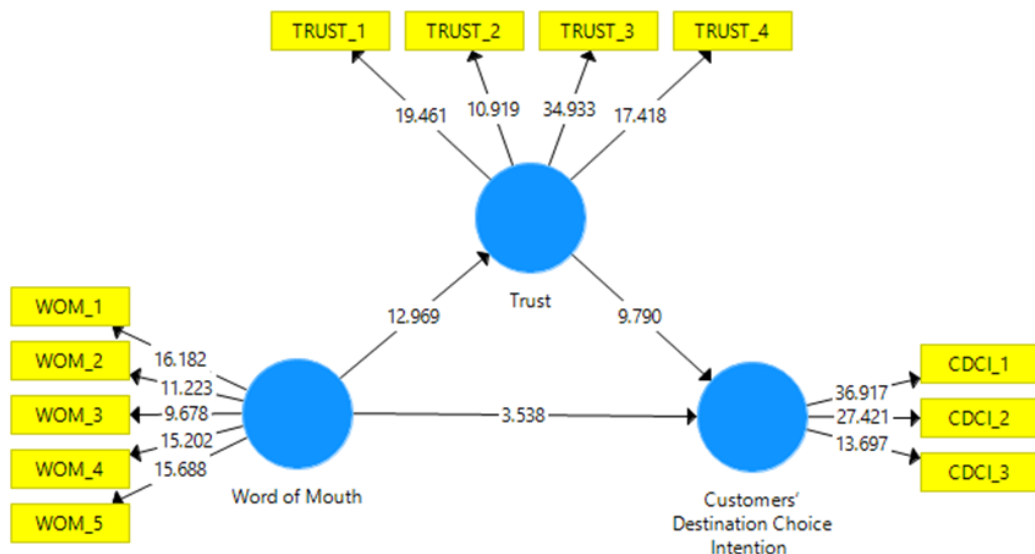 TRUST_1 TRUST_2 TRUST_3 TRUST_4
19.461 10.919 34.933 17.418
Trust
WOM_1
WOM_2
WOM_3
WOM_4
WOM_5
16.182
11.223
9.678
15.202
15.688
12.969
9.790
3.538
Word of Mouth
36.917
27.421
13.697
CDCI_1
CDCI_2
CDCI_3
Customers'
Destination Choice
Intention